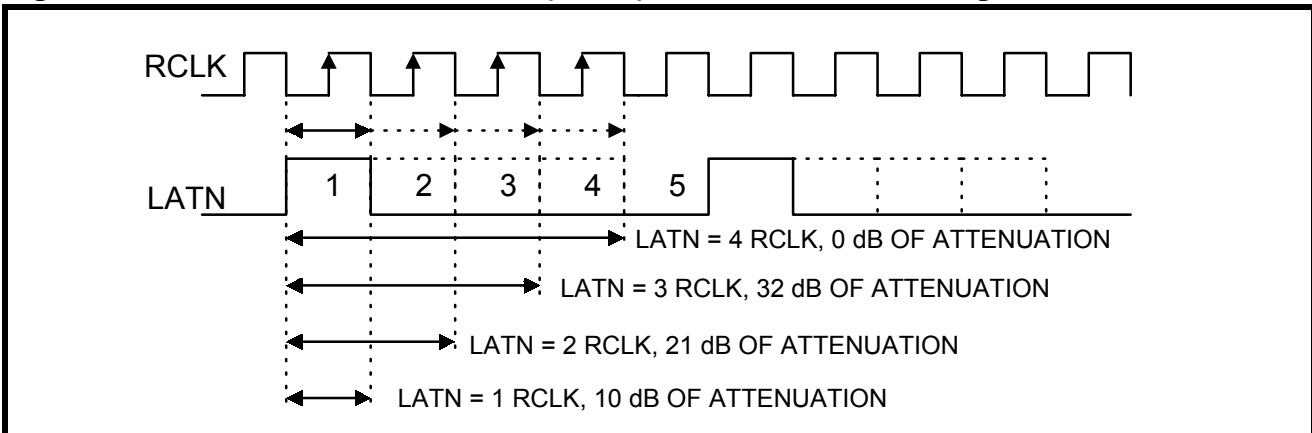 RCLK
LATN
1 2 3 4 5
LATN = 4 RCLK, 0 dB OF ATTENUATION
LATN = 3 RCLK, 32 dB OF ATTENUATION
LATN = 2 RCLK, 21 dB OF ATTENUATION
LATN = 1 RCLK, 10 dB OF ATTENUATION